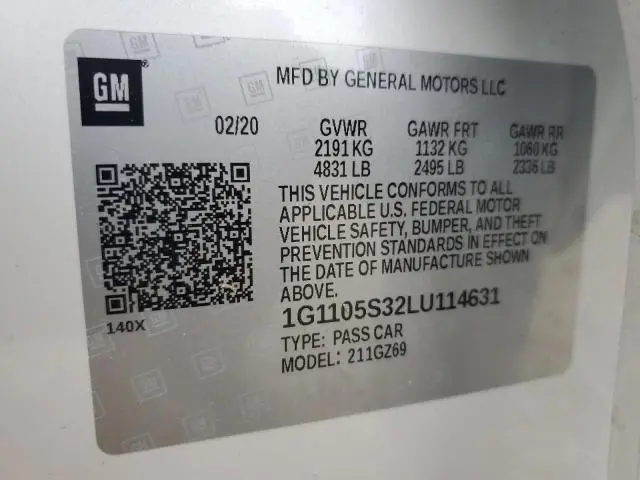 GM
MFD BY GENERAL MOTORS LLC
02/20 GVWR GAWR FRT GAWR RR
2191 KG 1132 KG 1060 KG
4831 LB 2495 LB 2336 LB
THIS VEHICLE CONFORMS TO ALL
APPLICABLE U.S. FEDERAL MOTOR
VEHICLE SAFETY, BUMPER, AND THEFT
PREVENTION STANDARDS IN EFFECT ON
THE DATE OF MANUFACTURE SHOWN
ABOVE.
140X
1G1105S32LU114631
TYPE: PASS CAR
MODEL: 211GZ69